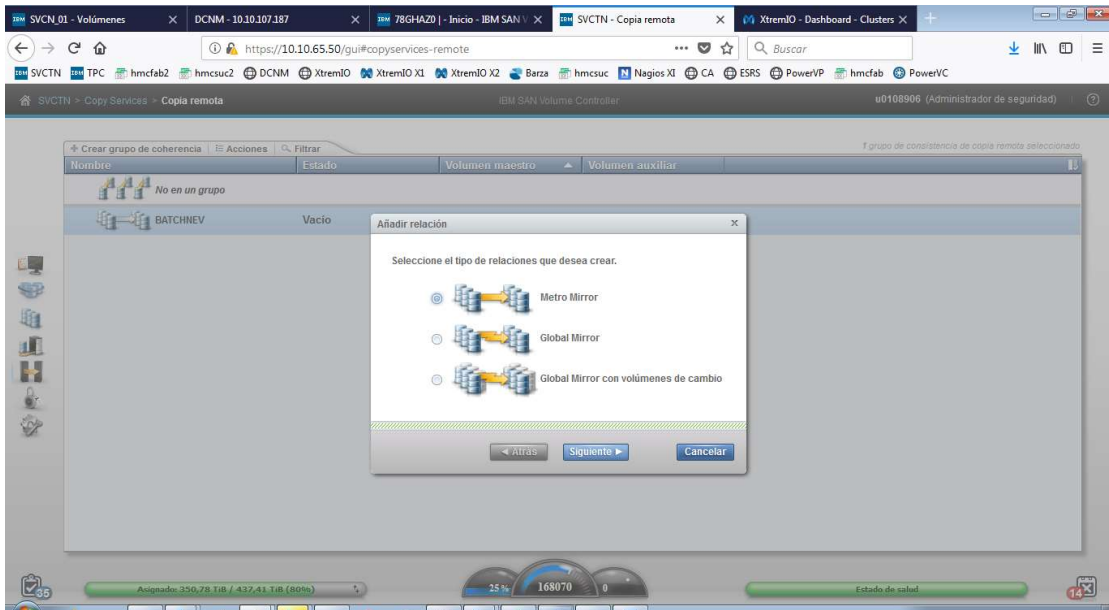 SVCN_01 - Volúmenes
DCNM - 10.10.107.187
78GHAZ0 | - Inicio - IBM SAN V
SVCTN - Copia remota
XtremIO - Dashboard - Clusters
https://10.10.65.50/gui#copyservices-remote
Buscar
SVCTN TPC hmcfab2 hmcsuc2 DCNM XtremIO XtremIO X1 XtremIO X2 Barza hmcsuc Nagios XI CA ESRS PowerVP hmcfab PowerVC
SVCTN > Copy Services > Copia remota
IBM SAN Volume Controller
u0108906 (Administrador de seguridad)
Crear grupo de coherencia Acciones Filtrar
1 grupo de consistencia de copia remota seleccionado
Nombre Estado Volumen maestro Volumen auxiliar
No en un grupo
BATCHNEV Vacío
Añadir relación
Seleccione el tipo de relaciones que desea crear.
Metro Mirror
Global Mirror
Global Mirror con volúmenes de cambio
Atrás Siguiente Cancelar
35
Asignado: 350,78 TiB / 437,41 TiB (80%)
25 %
168070
0
Estado de salud
14